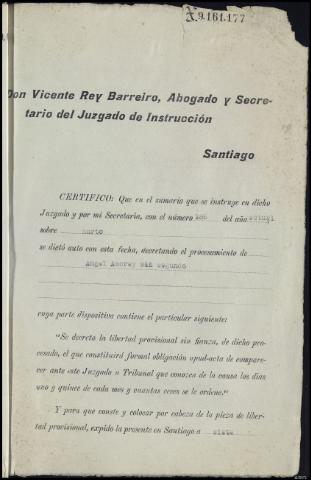 X.9.161.177
Don Vicente Rey Barreiro, Abogado y Secre-
tario del Juzgado de Instrucción
Santiago
CERTIFICO: Que en el sumario que se instruye en dicho
Juzgado y por mi Secretaría, con el número del año actual
sobre hurto
se dictó auto con esta fecha, decretando el procesamiento de
Angel sin segundo
cuya parte dispositiva contiene el particular siguiente:
"Se decreta la libertad provisional sin fianza, de dicho pro-
cesado, el que constituirá formal obligación apud-acta de compare-
cer ante este Juzgado o Tribunal que conozca de la causa los días
uno y quince de cada mes y cuantas veces se le ordene."
Y para que conste y colocar por cabeza de la pieza de liber-
tad provisional, expido la presente en Santiago a siete